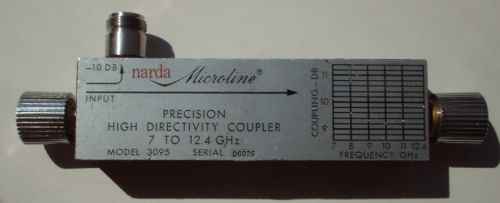 -10 DB
narda Microline®
INPUT
PRECISION
HIGH DIRECTIVITY COUPLER
7 TO 12.4 GHz
MODEL 3095 SERIAL 06036
COUPLING - DB
11
10
9
7 8 9 10 11 12.4
FREQUENCY GHz